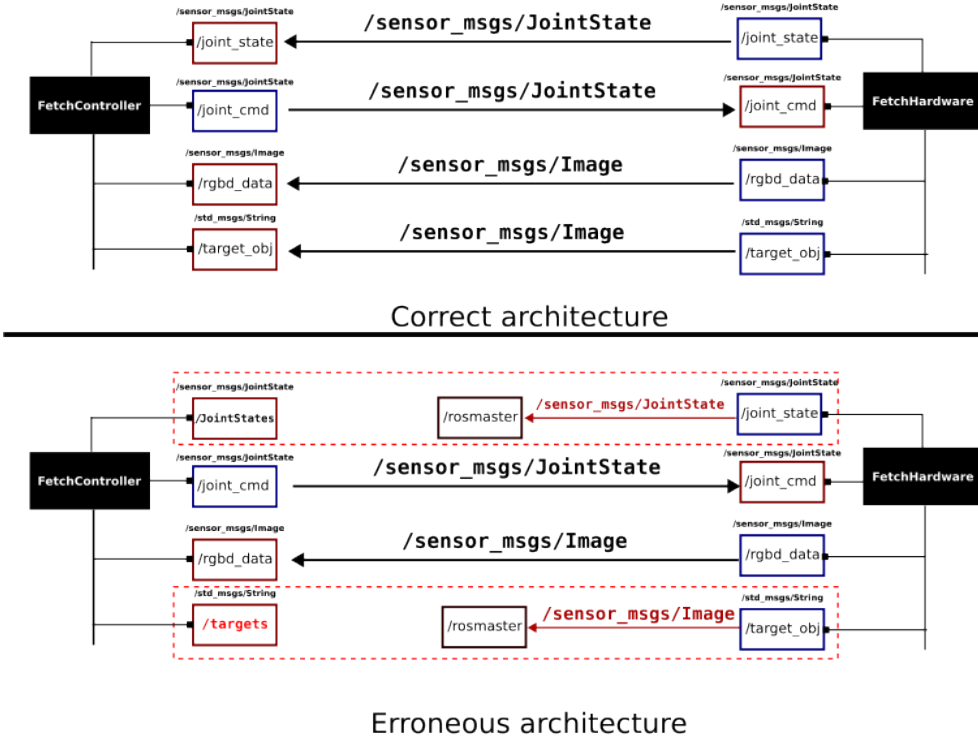 /sensor_msgs/JointState /sensor_msgs/JointState /sensor_msgs/JointState
/joint_state /joint_state
/sensor_msgs/JointState /sensor_msgs/JointState /sensor_msgs/JointState
FetchController /joint_cmd /joint_cmd FetchHardware
/sensor_msgs/Image /sensor_msgs/Image /sensor_msgs/Image
/rgbd_data /rgbd_data
/std_msgs/String /sensor_msgs/Image /std_msgs/String
/target_obj /target_obj
Correct architecture
/sensor_msgs/JointState /sensor_msgs/JointState
/JointStates /rosmaster /sensor_msgs/JointState /joint_state
/sensor_msgs/JointState /sensor_msgs/JointState /sensor_msgs/JointState
FetchController /joint_cmd /joint_cmd FetchHardware
/sensor_msgs/Image /sensor_msgs/Image /sensor_msgs/Image
/rgbd_data /rgbd_data
/std_msgs/String /std_msgs/String
/targets /rosmaster /sensor_msgs/Image /target_obj
Erroneous architecture